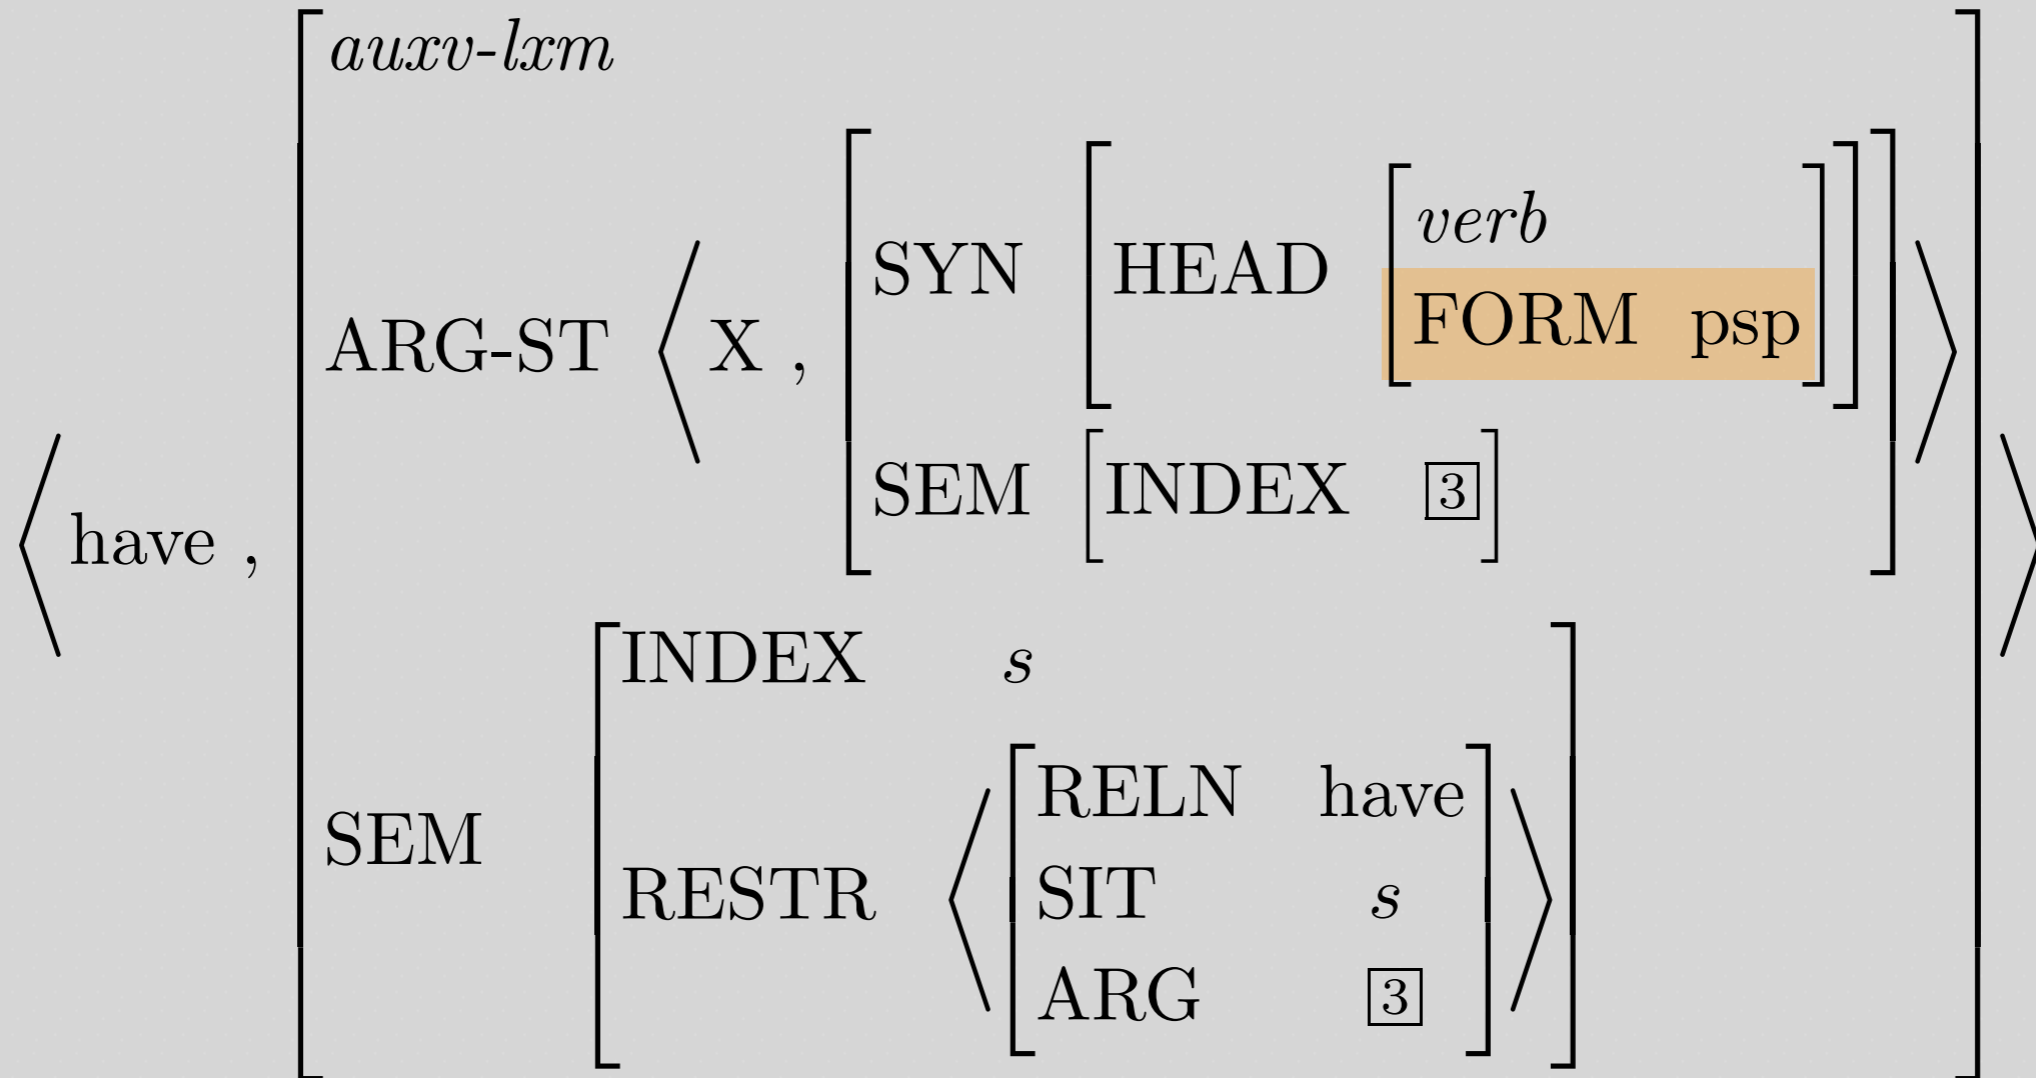 auxv-lxm
verb
SYN HEAD
FORM psp
ARG-ST ⟨ X ,
SEM [INDEX 3]
⟨ have ,
INDEX s
RELN have
SEM
RESTR ⟨ SIT s ⟩
ARG 3